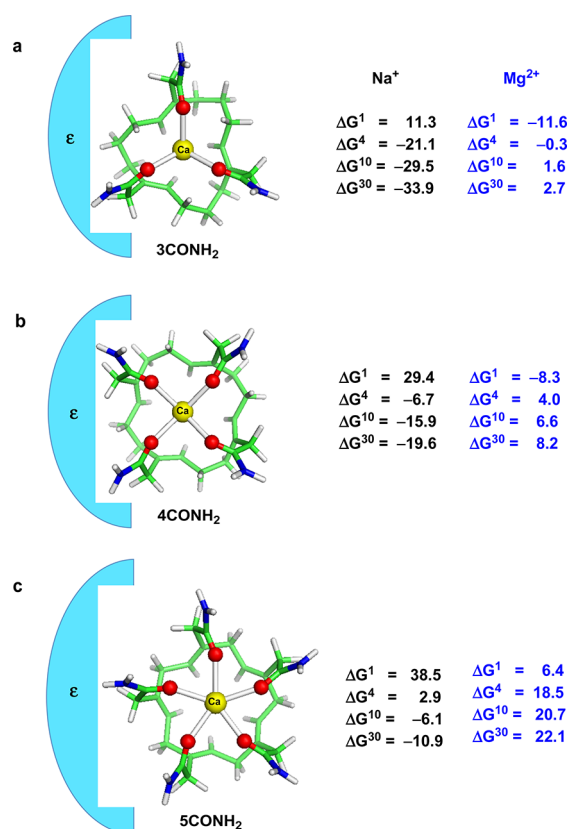 a
Na⁺ Mg²⁺
ε
Ca
ΔG¹ = 11.3 ΔG¹ = –11.6
ΔG⁴ = –21.1 ΔG⁴ = –0.3
ΔG¹⁰ = –29.5 ΔG¹⁰ = 1.6
ΔG³⁰ = –33.9 ΔG³⁰ = 2.7
3CONH₂
b
ε
Ca
ΔG¹ = 29.4 ΔG¹ = –8.3
ΔG⁴ = –6.7 ΔG⁴ = 4.0
ΔG¹⁰ = –15.9 ΔG¹⁰ = 6.6
ΔG³⁰ = –19.6 ΔG³⁰ = 8.2
4CONH₂
c
ε
Ca
ΔG¹ = 38.5 ΔG¹ = 6.4
ΔG⁴ = 2.9 ΔG⁴ = 18.5
ΔG¹⁰ = –6.1 ΔG¹⁰ = 20.7
ΔG³⁰ = –10.9 ΔG³⁰ = 22.1
5CONH₂